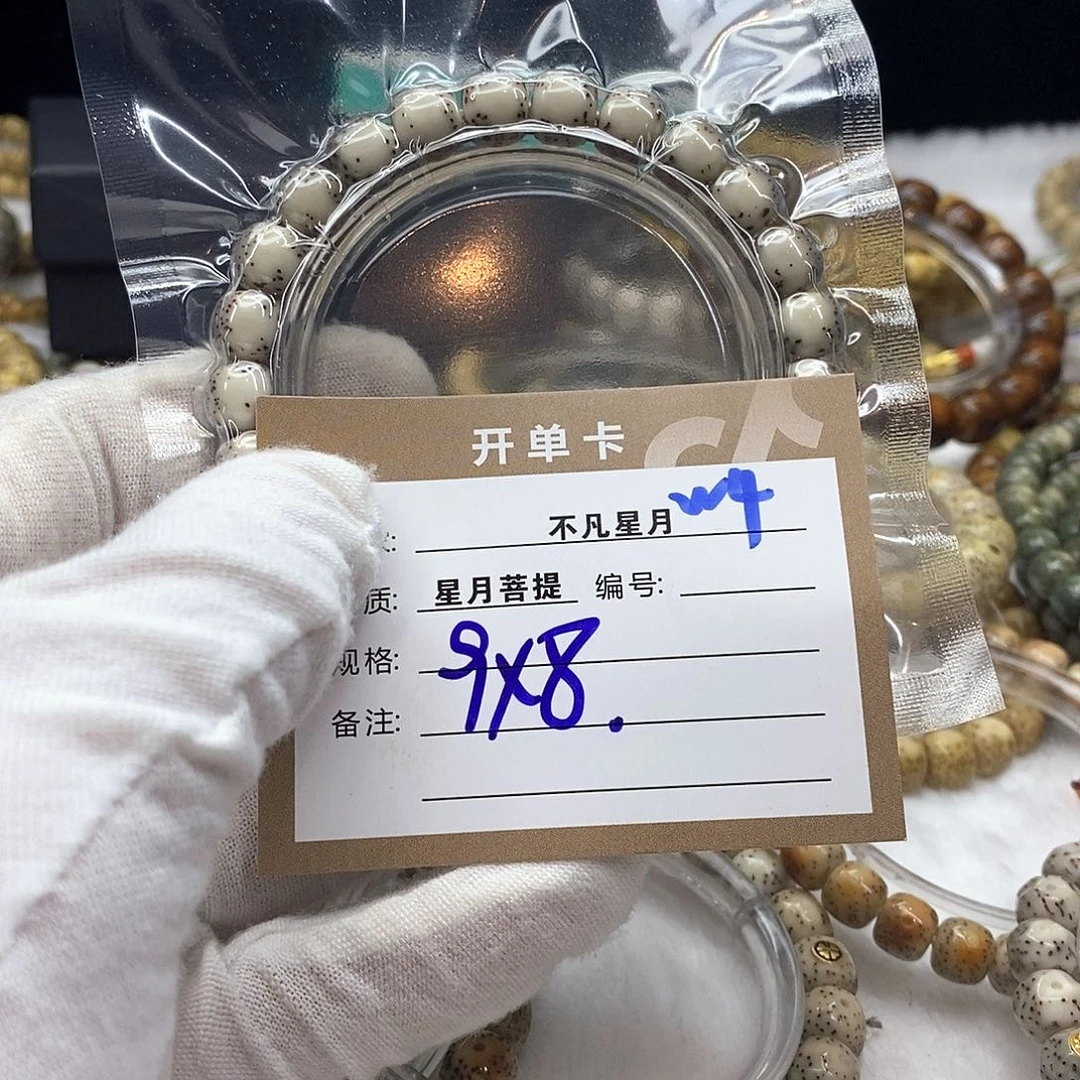 开单卡
不凡星月 w4
质: 星月菩提 编号:
规格: 9x8.
备注: